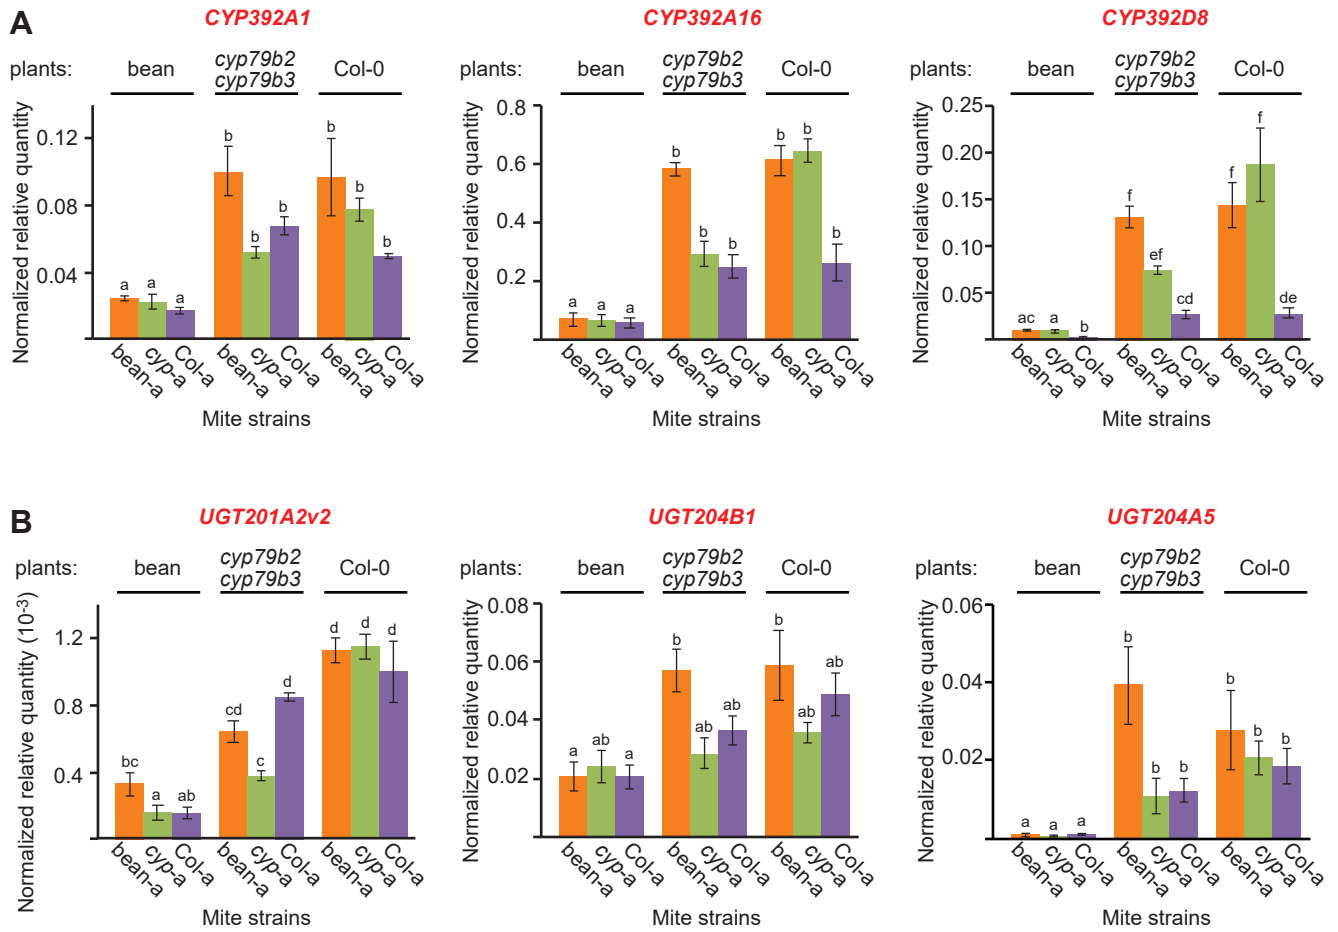 A
CYP392A1
plants: bean cyp79b2 cyp79b3 Col-0
Normalized relative quantity
0.12
0.08
0.04
a a a b b b b b b
bean-a cyp-a Col-a bean-a cyp-a Col-a bean-a cyp-a Col-a
Mite strains
CYP392A16
plants: bean cyp79b2 cyp79b3 Col-0
Normalized relative quantity
0.8
0.6
0.4
0.2
a a a b b b b b b
bean-a cyp-a Col-a bean-a cyp-a Col-a bean-a cyp-a Col-a
Mite strains
CYP392D8
plants: bean cyp79b2 cyp79b3 Col-0
Normalized relative quantity
0.25
0.20
0.15
0.10
0.05
ac a b f ef cd f f de
bean-a cyp-a Col-a bean-a cyp-a Col-a bean-a cyp-a Col-a
Mite strains
B
UGT201A2v2
plants: bean cyp79b2 cyp79b3 Col-0
Normalized relative quantity (10-3)
1.2
0.8
0.4
bc a ab cd c d d d d
bean-a cyp-a Col-a bean-a cyp-a Col-a bean-a cyp-a Col-a
Mite strains
UGT204B1
plants: bean cyp79b2 cyp79b3 Col-0
Normalized relative quantity
0.08
0.06
0.04
0.02
a ab a b ab ab b ab ab
bean-a cyp-a Col-a bean-a cyp-a Col-a bean-a cyp-a Col-a
Mite strains
UGT204A5
plants: bean cyp79b2 cyp79b3 Col-0
Normalized relative quantity
0.06
0.04
0.02
a a a b b b b b b
bean-a cyp-a Col-a bean-a cyp-a Col-a bean-a cyp-a Col-a
Mite strains